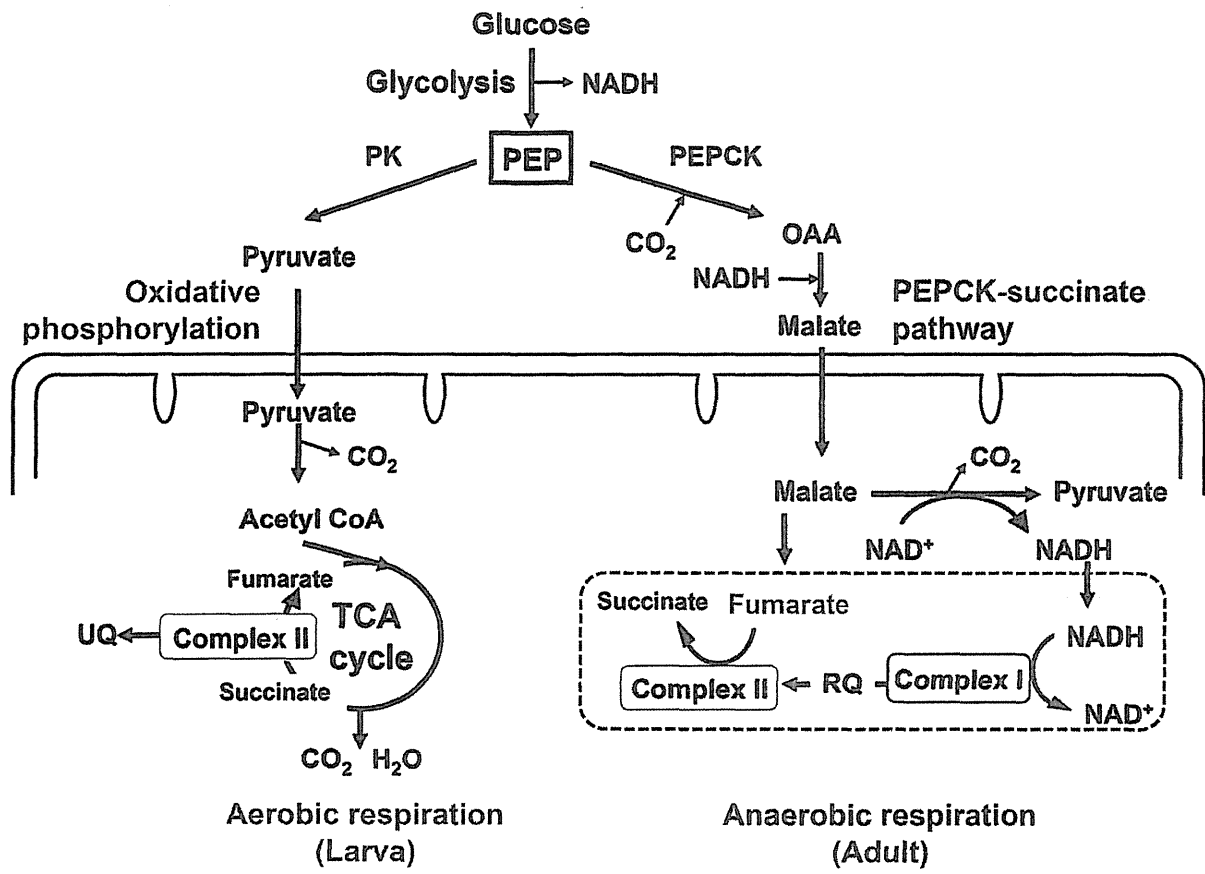 Glucose
Glycolysis
NADH
PK
PEP
PEPCK
CO₂
OAA
Pyruvate
NADH
Oxidative
phosphorylation
Malate
PEPCK-succinate
pathway
Pyruvate
CO₂
Malate
CO₂
Pyruvate
Acetyl CoA
NAD⁺
NADH
Fumarate
UQ
Complex II
TCA
cycle
Succinate
Succinate
Fumarate
NADH
Complex II
RQ
Complex I
NAD⁺
CO₂ H₂O
Aerobic respiration
(Larva)
Anaerobic respiration
(Adult)